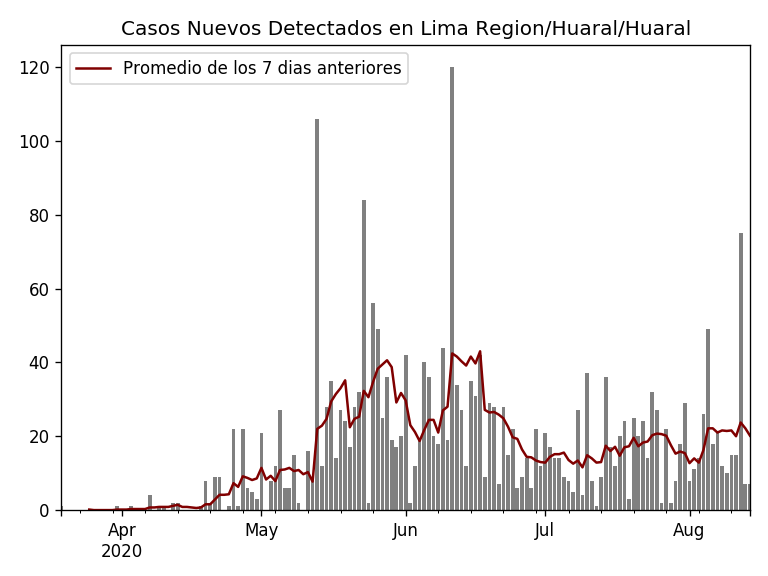 Casos Nuevos Detectados en Lima Region/Huaral/Huaral
Promedio de los 7 dias anteriores
120
100
80
60
40
20
0
Apr May Jun Jul Aug
2020